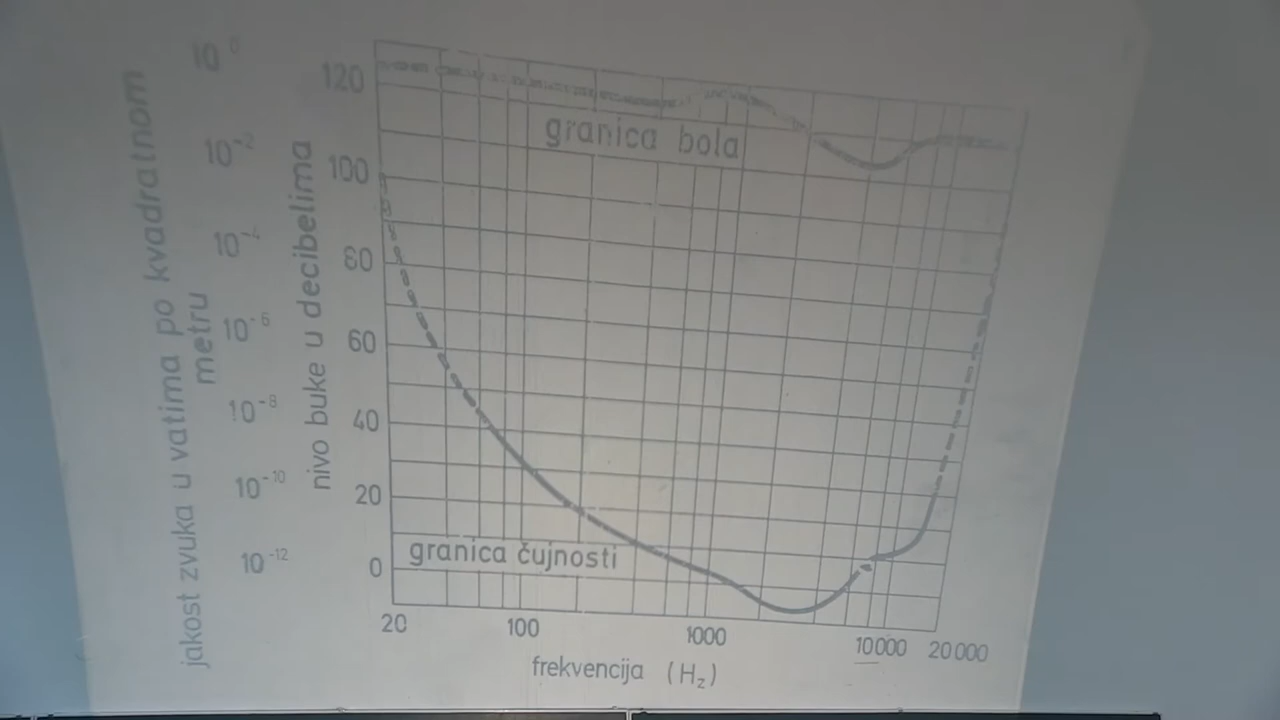 jakost zvuka u vatima po kvadratnom
metru
10⁰
10⁻²
10⁻⁴
10⁻⁶
10⁻⁸
10⁻¹⁰
10⁻¹²
nivo buke u decibelima
120
100
80
60
40
20
0
granica bola
granica čujnosti
20 100 1000 10000 20000
frekvencija (Hz)